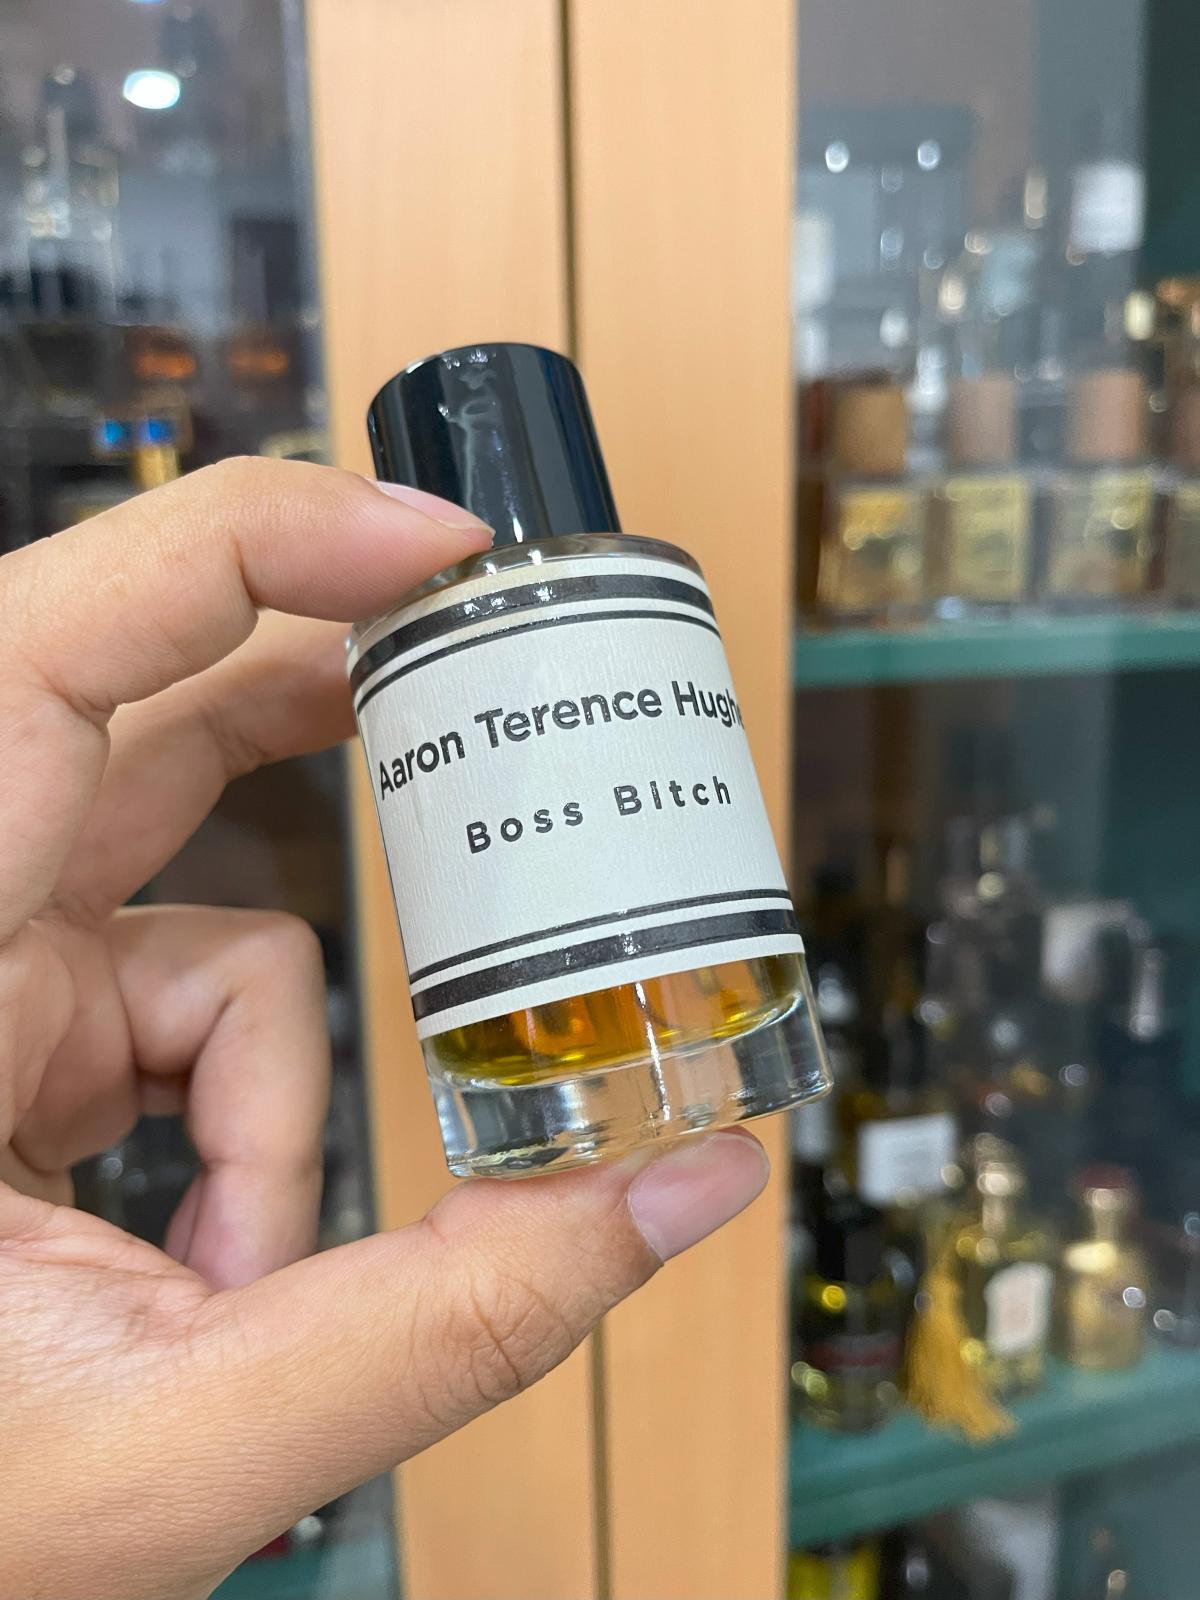 Aaron Terence Hughe
Boss Bitch